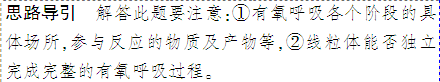 思路导引 解答此题要注意:①有氧呼吸各个阶段的具
体场所,参与反应的物质及产物等,②线粒体能否独立
完成完整的有氧呼吸过程。